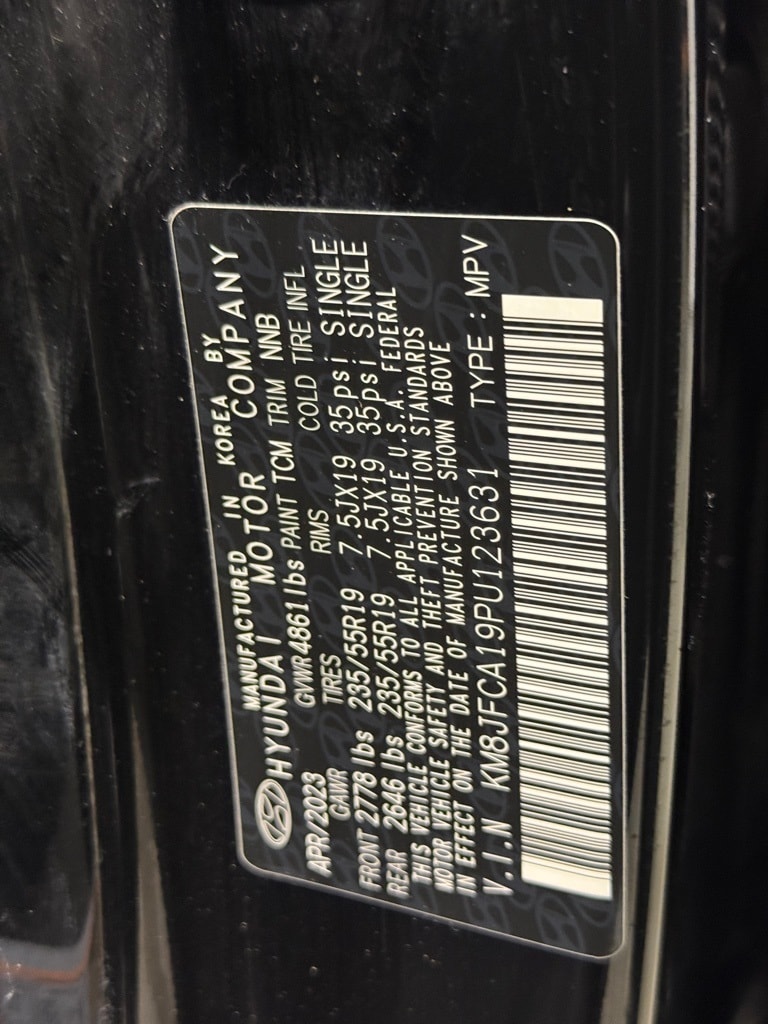 MANUFACTURED IN KOREA BY
HYUNDAI MOTOR COMPANY
APR/2023 GVWR 4861 lbs PAINT TCM TRIM NNB
GAWR TIRES RIMS COLD TIRE INFL
FRONT 2778 lbs 235/55R19 7.5JX19 35psi SINGLE
REAR 2646 lbs 235/55R19 7.5JX19 35psi SINGLE
THIS VEHICLE CONFORMS TO ALL APPLICABLE U.S.A. FEDERAL
MOTOR VEHICLE SAFETY AND THEFT PREVENTION STANDARDS
IN EFFECT ON THE DATE OF MANUFACTURE SHOWN ABOVE
V.I.N KM8JFCA19PU123631 TYPE : MPV